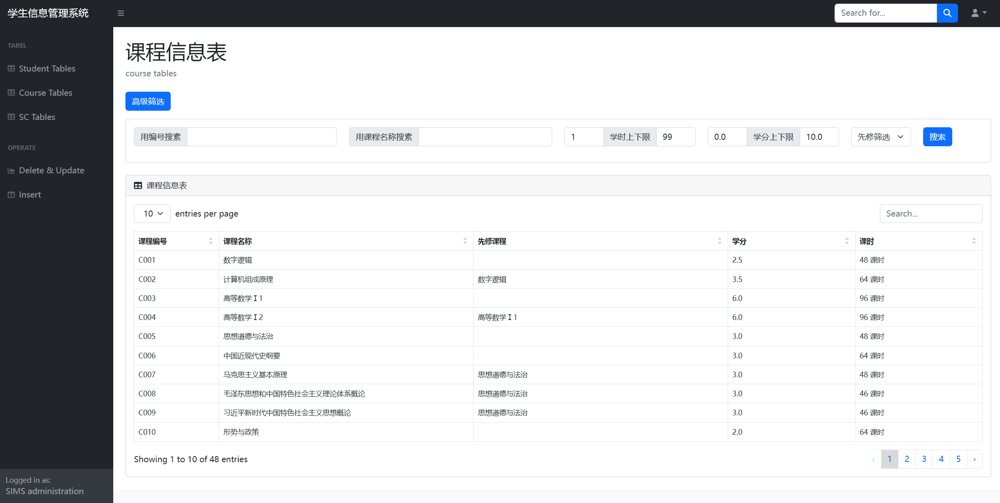 学生信息管理系统
Search for...
TABEL
Student Tables
Course Tables
SC Tables
OPERATE
Delete & Update
Insert
Logged in as:
SIMS administration
课程信息表
course tables
高级筛选
用编号搜素 用课程名称搜素 1 学时上下限 99 0.0 学分上下限 10.0 先修筛选 搜索
课程信息表
10 entries per page Search...
课程编号 课程名称 先修课程 学分 课时
C001 数字逻辑 2.5 48 课时
C002 计算机组成原理 数字逻辑 3.5 64 课时
C003 高等数学 I 1 6.0 96 课时
C004 高等数学 I 2 高等数学 I 1 6.0 96 课时
C005 思想道德与法治 3.0 48 课时
C006 中国近现代史纲要 3.0 64 课时
C007 马克思主义基本原理 思想道德与法治 3.0 48 课时
C008 毛泽东思想和中国特色社会主义理论体系概论 思想道德与法治 3.0 46 课时
C009 习近平新时代中国特色社会主义思想概论 思想道德与法治 3.0 46 课时
C010 形势与政策 2.0 64 课时
Showing 1 to 10 of 48 entries ‹ 1 2 3 4 5 ›